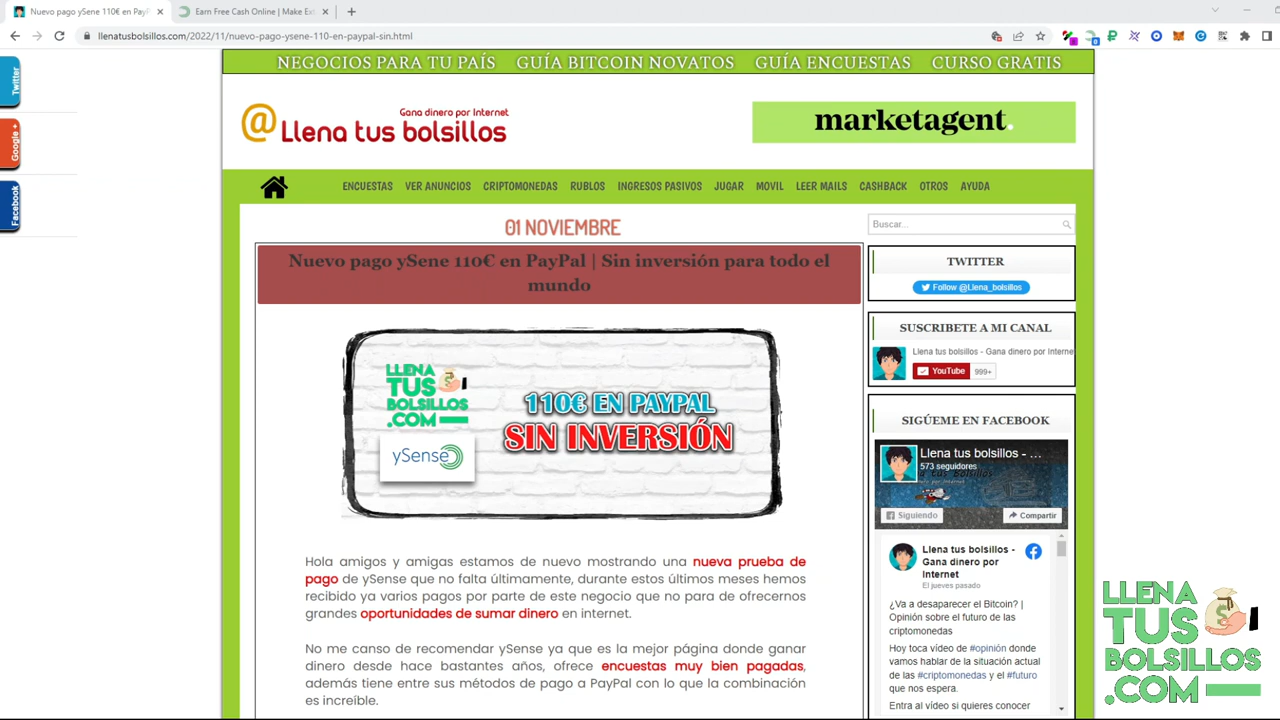 Nuevo pago ySene 110€ en PayP
Earn Free Cash Online | Make Ext
llenatusbolsillos.com/2022/11/nuevo-pago-ysene-110-en-paypal-sin.html
Twitter
Google +
Facebook
NEGOCIOS PARA TU PAÍS GUÍA BITCOIN NOVATOS GUÍA ENCUESTAS CURSO GRATIS
Gana dinero por Internet
@ Llena tus bolsillos
marketagent.
ENCUESTAS VER ANUNCIOS CRIPTOMONEDAS RUBLOS INGRESOS PASIVOS JUGAR MOVIL LEER MAILS CASHBACK OTROS AYUDA
01 NOVIEMBRE
Nuevo pago ySene 110€ en PayPal | Sin inversión para todo el
mundo
LLENA
TUS
BOLSILLOS
.COM
ySense
110€ EN PAYPAL
SIN INVERSIÓN
Hola amigos y amigas estamos de nuevo mostrando una nueva prueba de
pago de ySense que no falta últimamente, durante estos últimos meses hemos
recibido ya varios pagos por parte de este negocio que no para de ofrecernos
grandes oportunidades de sumar dinero en internet.
No me canso de recomendar ySense ya que es la mejor página donde ganar
dinero desde hace bastantes años, ofrece encuestas muy bien pagadas,
además tiene entre sus métodos de pago a PayPal con lo que la combinación
es increíble.
Buscar...
TWITTER
Follow @Llena_bolsillos
SUSCRIBETE A MI CANAL
Llena tus bolsillos - Gana dinero por Interne
YouTube 999+
SIGÚEME EN FACEBOOK
Llena tus bolsillos - ...
573 seguidores
Siguiendo
Compartir
Llena tus bolsillos -
Gana dinero por
Internet
El jueves pasado
¿Va a desaparecer el Bitcoin? |
Opinión sobre el futuro de las
criptomonedas
Hoy toca vídeo de #opinión donde
vamos hablar de la situación actual
de las #criptomonedas y el #futuro
que nos espera.
Entra al vídeo si quieres conocer
LLENA
TUS
BOLSILLOS
.COM